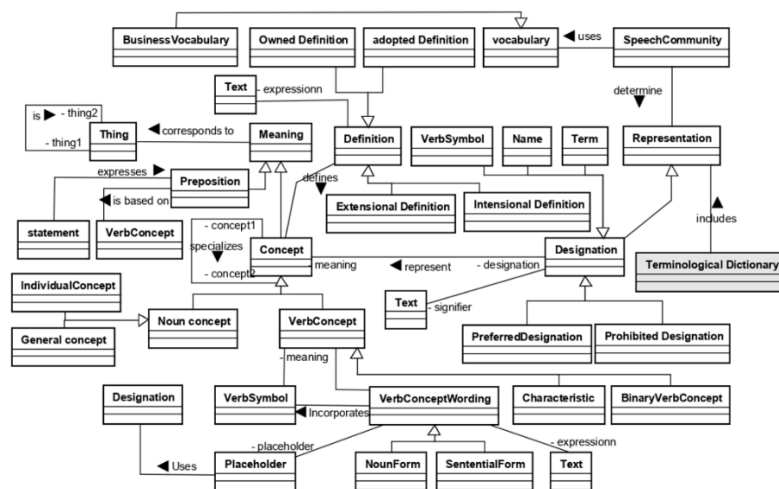 BusinessVocabulary
Owned Definition
adopted Definition
vocabulary
uses
SpeechCommunity
Text
- expressionn
determine
is
- thing2
- thing1
Thing
corresponds to
Meaning
Definition
VerbSymbol
Name
Term
Representation
expresses
Preposition
is based on
defines
Extensional Definition
Intensional Definition
statement
VerbConcept
- concept1
specializes
- concept2
Concept
meaning
represent
- designation
Designation
includes
Terminological Dictionary
IndividualConcept
General concept
Noun concept
VerbConcept
Text
- signifier
PreferredDesignation
Prohibited Designation
- meaning
Designation
VerbSymbol
Incorporates
VerbConceptWording
Characteristic
BinaryVerbConcept
- placeholder
- expressionn
Uses
Placeholder
NounForm
SententialForm
Text